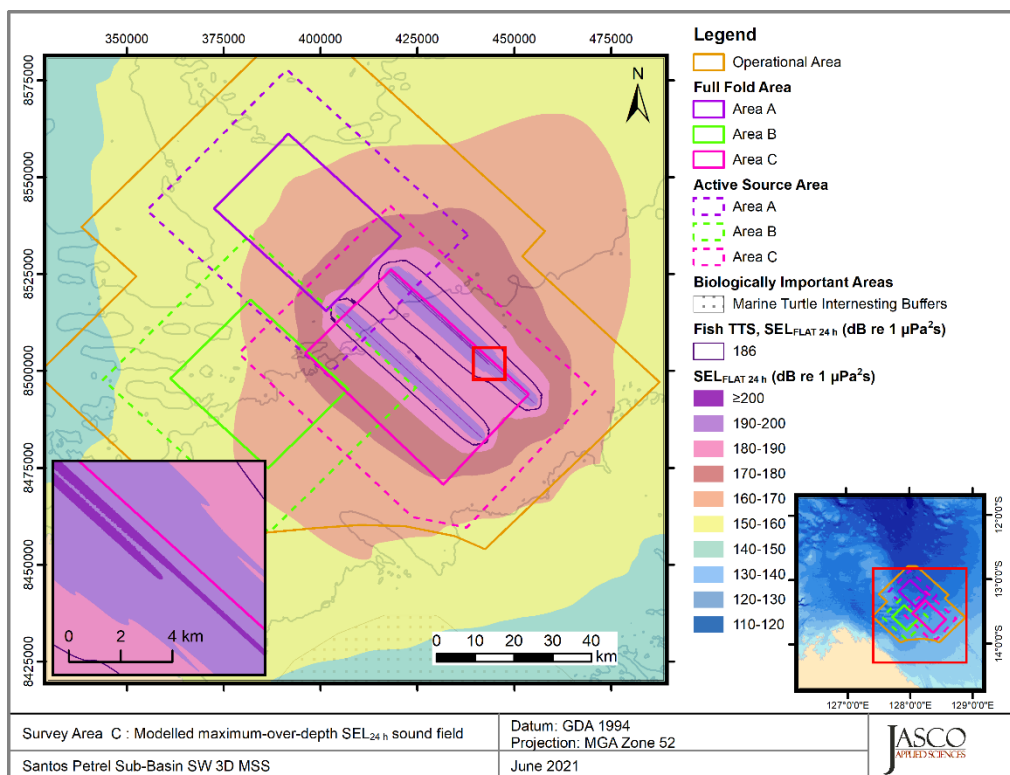 350000 375000 400000 425000 450000 475000
8575000
8550000
8525000
8500000
8475000
8450000
8425000
N
0 2 4 km
0 10 20 30 40
km
Legend
Operational Area
Full Fold Area
Area A
Area B
Area C
Active Source Area
Area A
Area B
Area C
Biologically Important Areas
Marine Turtle Internesting Buffers
Fish TTS, SEL_FLAT 24 h (dB re 1 µPa²s)
186
SEL_FLAT 24 h (dB re 1 µPa²s)
≥200
190-200
180-190
170-180
160-170
150-160
140-150
130-140
120-130
110-120
12°0'0"S
13°0'0"S
14°0'0"S
127°0'0"E 128°0'0"E 129°0'0"E
Survey Area C : Modelled maximum-over-depth SEL24 h sound field
Santos Petrel Sub-Basin SW 3D MSS
Datum: GDA 1994
Projection: MGA Zone 52
June 2021
JASCO
APPLIED SCIENCES